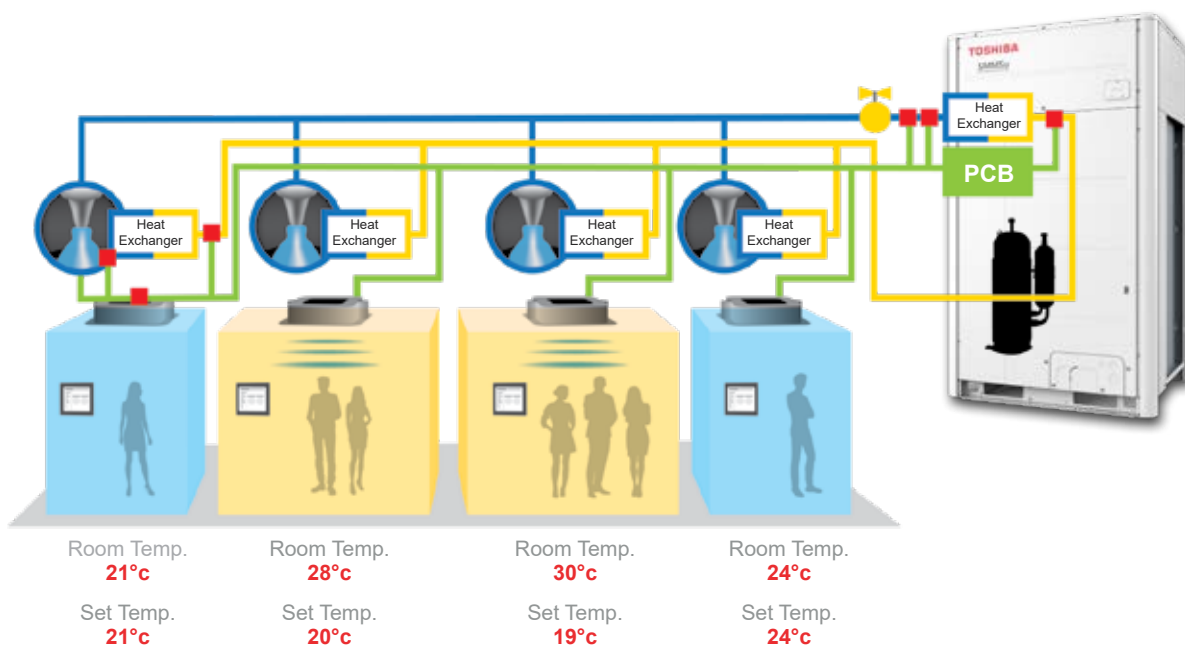 TOSHIBA
SMMSe
Heat
Exchanger
PCB
Heat
Exchanger
Heat
Exchanger
Heat
Exchanger
Heat
Exchanger
Room Temp.
21°c
Room Temp.
28°c
Room Temp.
30°c
Room Temp.
24°c
Set Temp.
21°c
Set Temp.
20°c
Set Temp.
19°c
Set Temp.
24°c